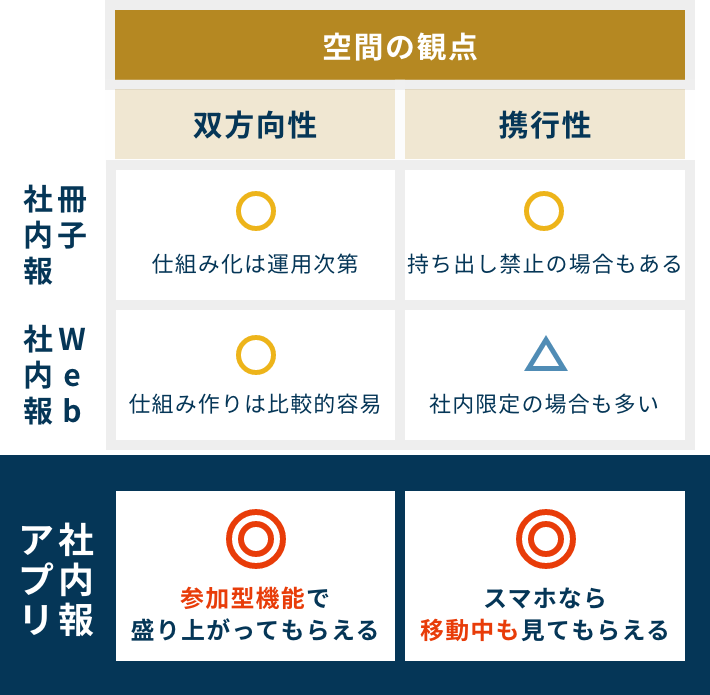 空間の観点
双方向性
携行性
冊子
社内報
仕組み化は運用次第
持ち出し禁止の場合もある
Web
社内報
仕組み作りは比較的容易
社内限定の場合も多い
社内報
アプリ
参加型機能で
盛り上がってもらえる
スマホなら
移動中も見てもらえる